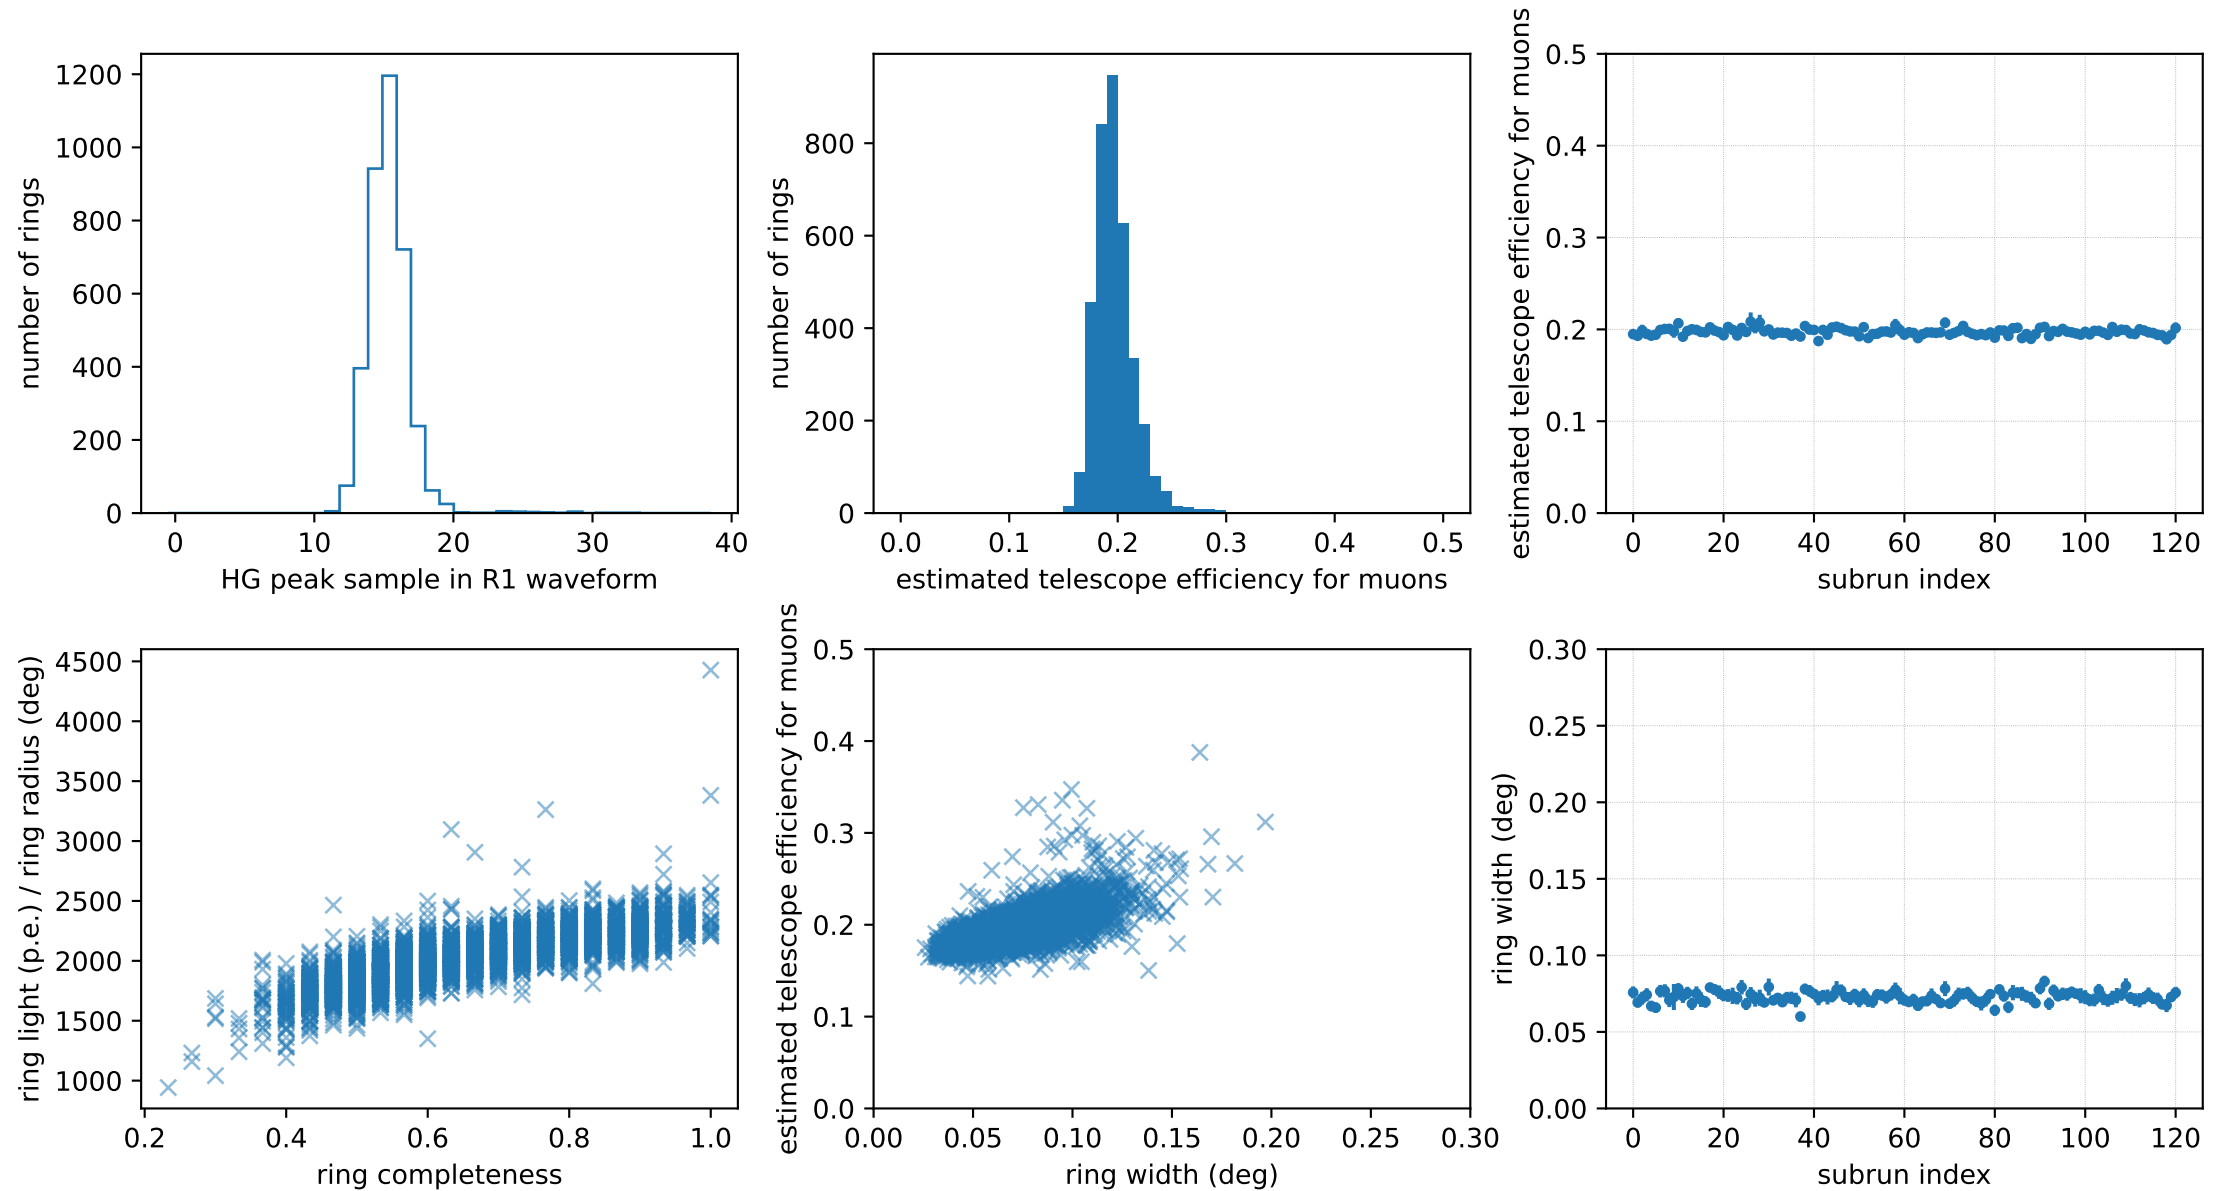 number of rings
1200
1000
800
600
400
200
0
0 10 20 30 40
HG peak sample in R1 waveform
number of rings
800
600
400
200
0
0.0 0.1 0.2 0.3 0.4 0.5
estimated telescope efficiency for muons
estimated telescope efficiency for muons
0.5
0.4
0.3
0.2
0.1
0.0
0 20 40 60 80 100 120
subrun index
ring light (p.e.) / ring radius (deg)
4500
4000
3500
3000
2500
2000
1500
1000
0.2 0.4 0.6 0.8 1.0
ring completeness
estimated telescope efficiency for muons
0.5
0.4
0.3
0.2
0.1
0.0
0.00 0.05 0.10 0.15 0.20 0.25 0.30
ring width (deg)
ring width (deg)
0.30
0.25
0.20
0.15
0.10
0.05
0.00
0 20 40 60 80 100 120
subrun index